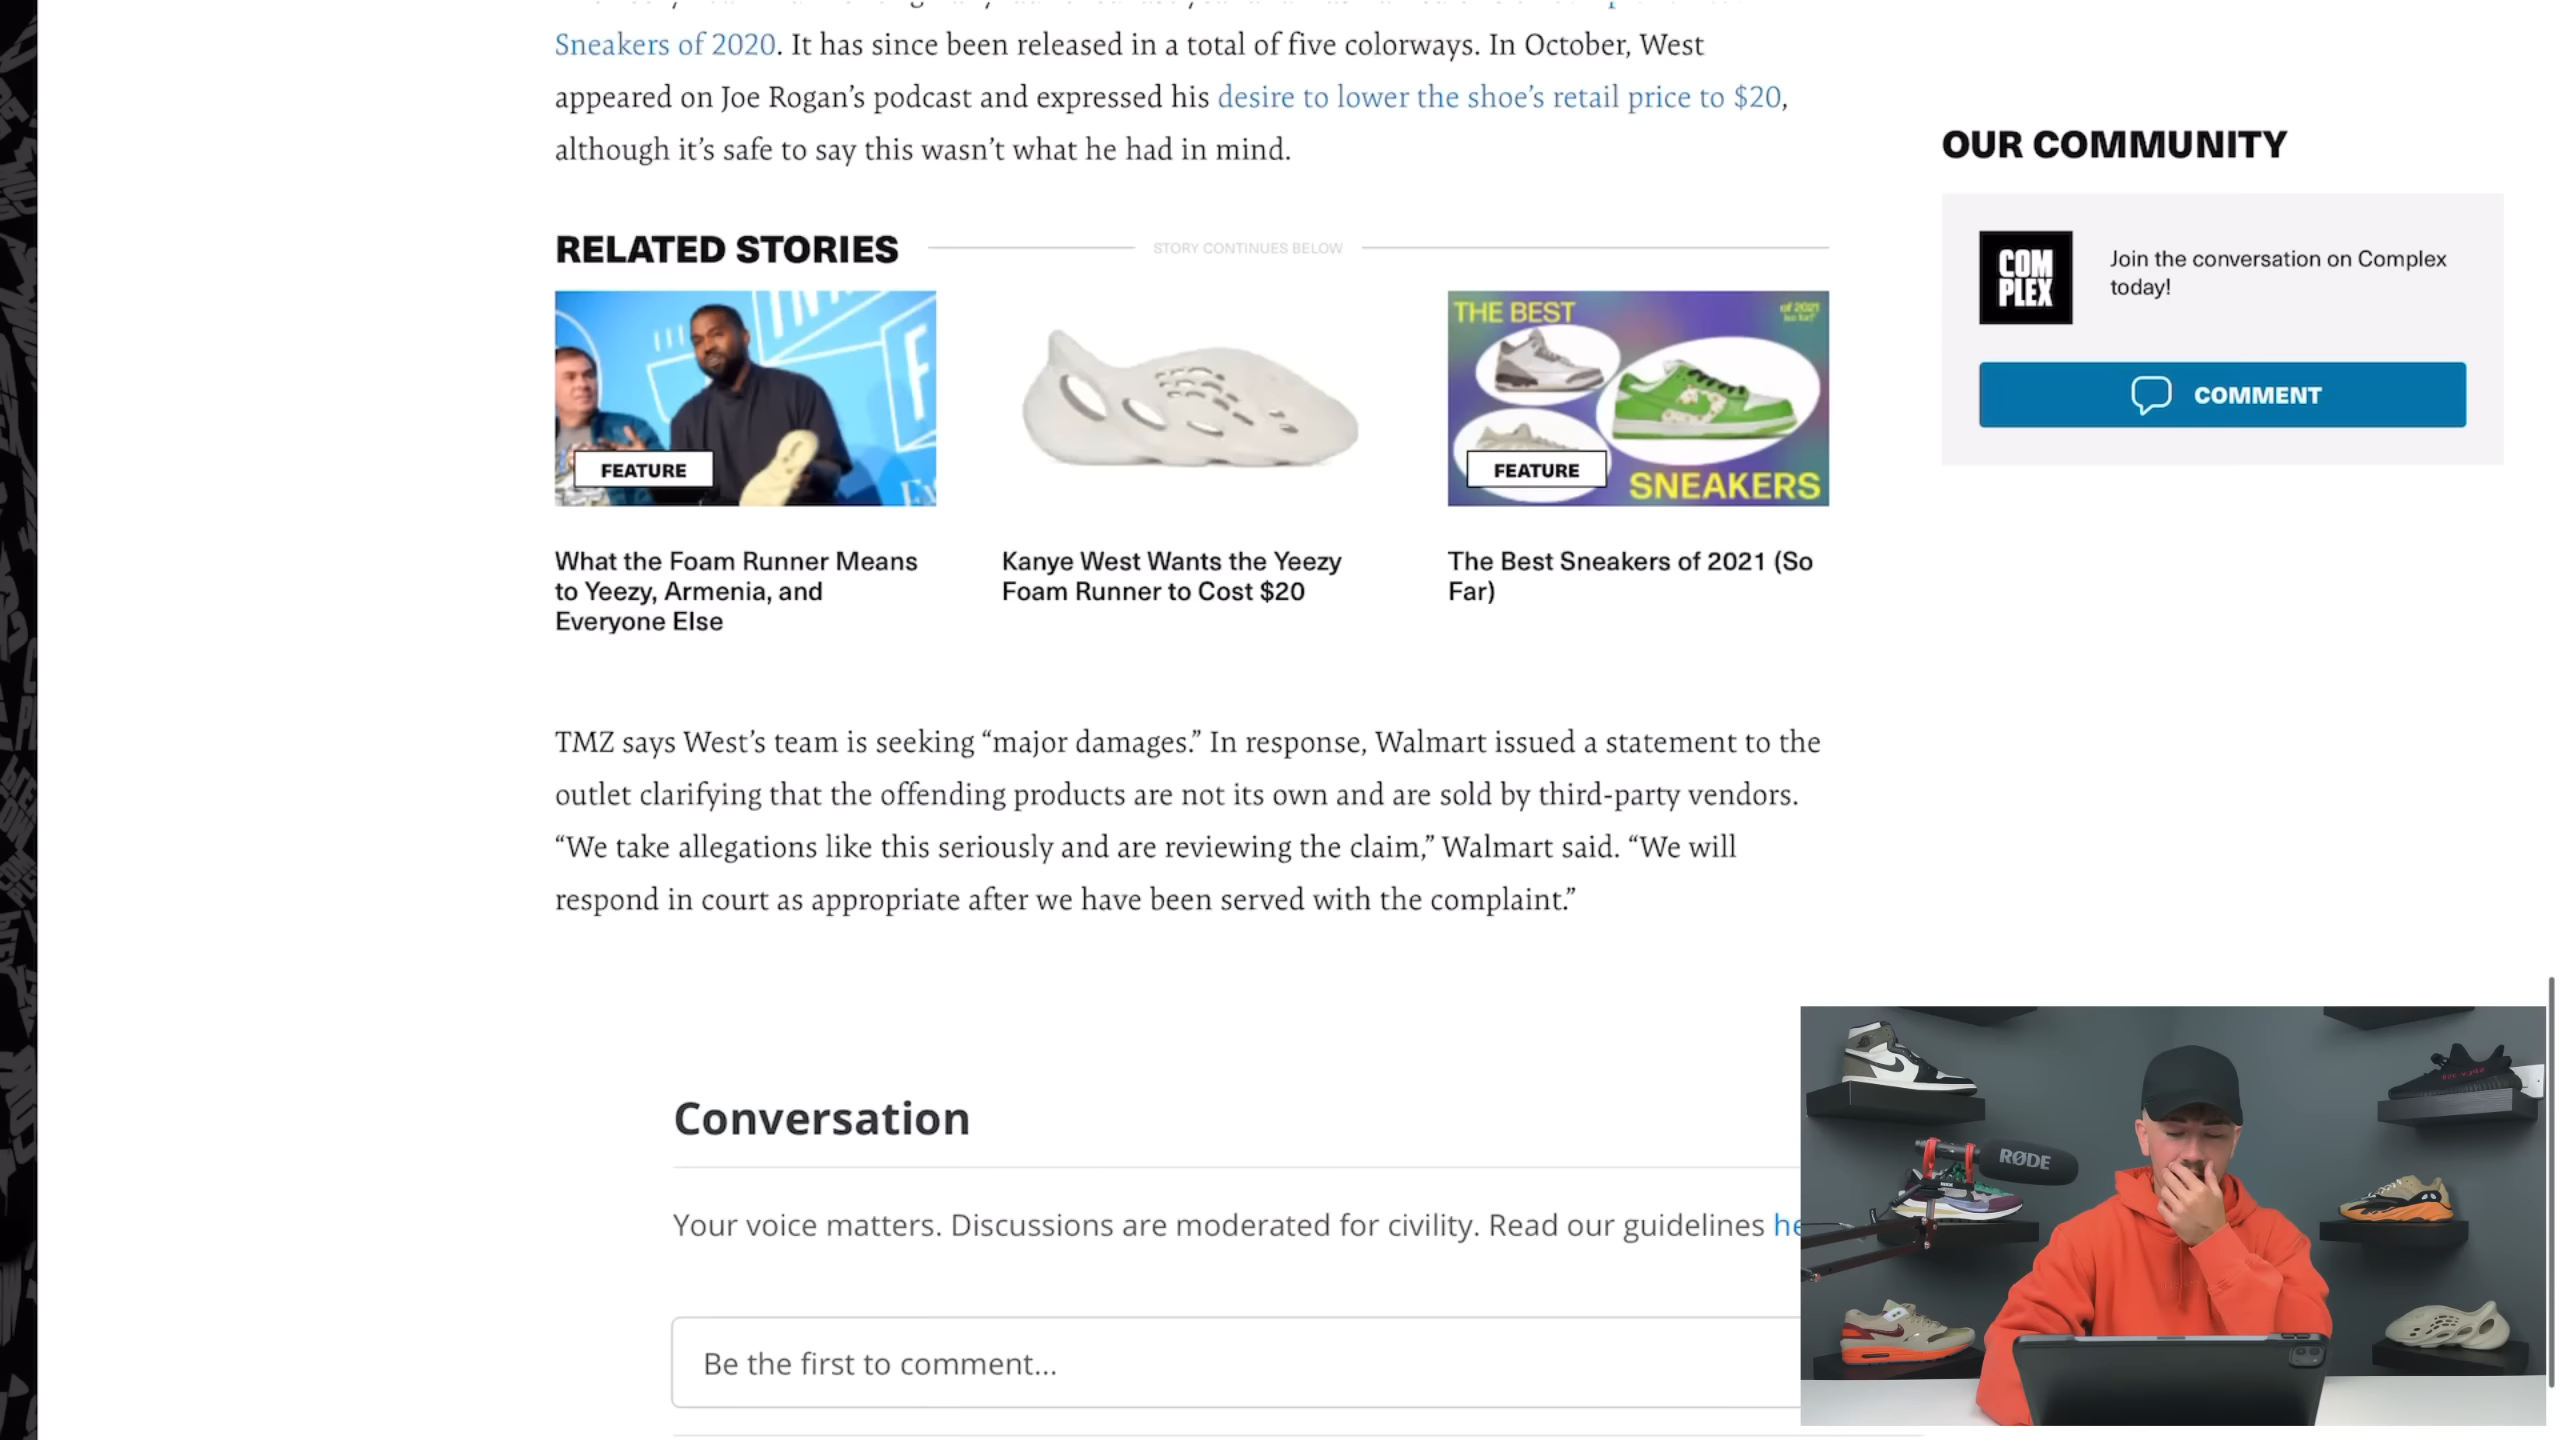 Sneakers of 2020. It has since been released in a total of five colorways. In October, West
appeared on Joe Rogan’s podcast and expressed his desire to lower the shoe’s retail price to $20,
although it’s safe to say this wasn’t what he had in mind.
RELATED STORIES
STORY CONTINUES BELOW
FEATURE
What the Foam Runner Means
to Yeezy, Armenia, and
Everyone Else
Kanye West Wants the Yeezy
Foam Runner to Cost $20
THE BEST
of 2021
(so far)
FEATURE
SNEAKERS
The Best Sneakers of 2021 (So
Far)
TMZ says West’s team is seeking “major damages.” In response, Walmart issued a statement to the
outlet clarifying that the offending products are not its own and are sold by third-party vendors.
“We take allegations like this seriously and are reviewing the claim,” Walmart said. “We will
respond in court as appropriate after we have been served with the complaint.”
OUR COMMUNITY
COM
PLEX
Join the conversation on Complex
today!
COMMENT
Conversation
Your voice matters. Discussions are moderated for civility. Read our guidelines
Be the first to comment...
RØDE